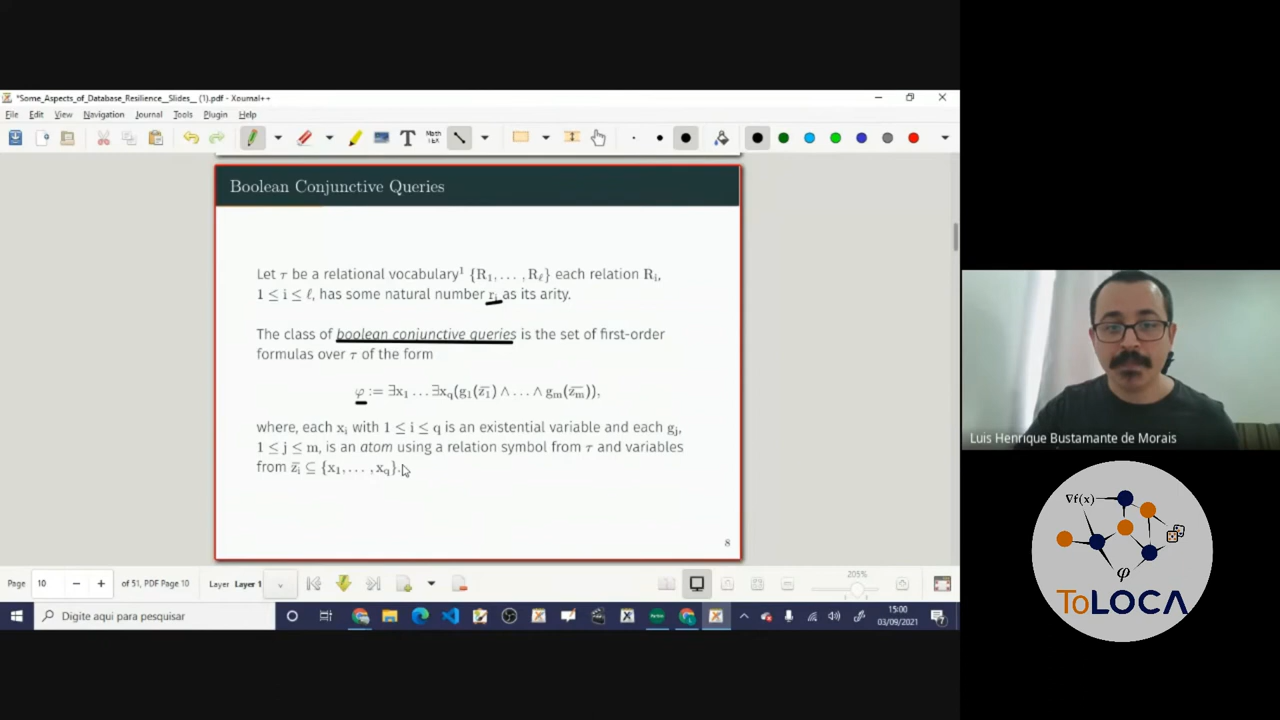 *Some_Aspects_of_Database_Resilience__Slides__ (1).pdf - Xournal++
File Edit View Navigation Journal Tools Plugin Help
T Math TEX
Boolean Conjunctive Queries
Let τ be a relational vocabulary¹ {R₁, … , Rℓ} each relation Rᵢ,
1 ≤ i ≤ ℓ, has some natural number rᵢ as its arity.
The class of boolean conjunctive queries is the set of first-order
formulas over τ of the form
φ := ∃x₁ … ∃x_q(g₁(z̅₁) ∧ … ∧ gₘ(z̅ₘ)),
where, each xᵢ with 1 ≤ i ≤ q is an existential variable and each gⱼ,
1 ≤ j ≤ m, is an atom using a relation symbol from τ and variables
from z̅ᵢ ⊆ {x₁, … , x_q}.
8
Page 10 of 51, PDF Page 10 Layer Layer 1 205%
Digite aqui para pesquisar
15:00
03/09/2021
Luis Henrique Bustamante de Morais
∇f(x)
φ
ToLOCA